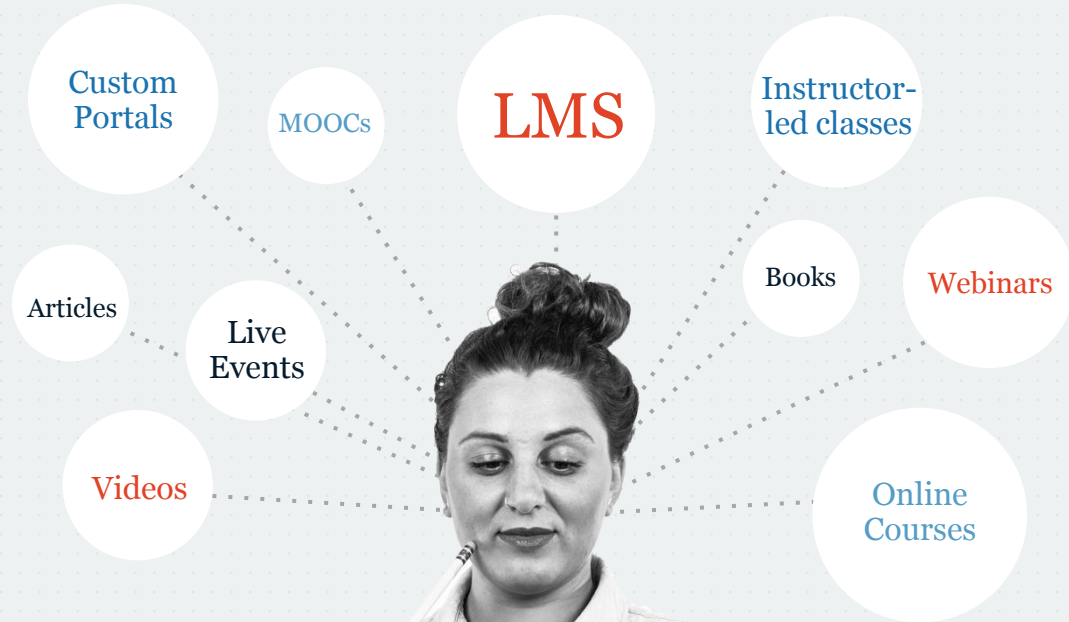 Custom
Portals
MOOCs
LMS
Instructor-
led classes
Articles
Live
Events
Books
Webinars
Videos
Online
Courses